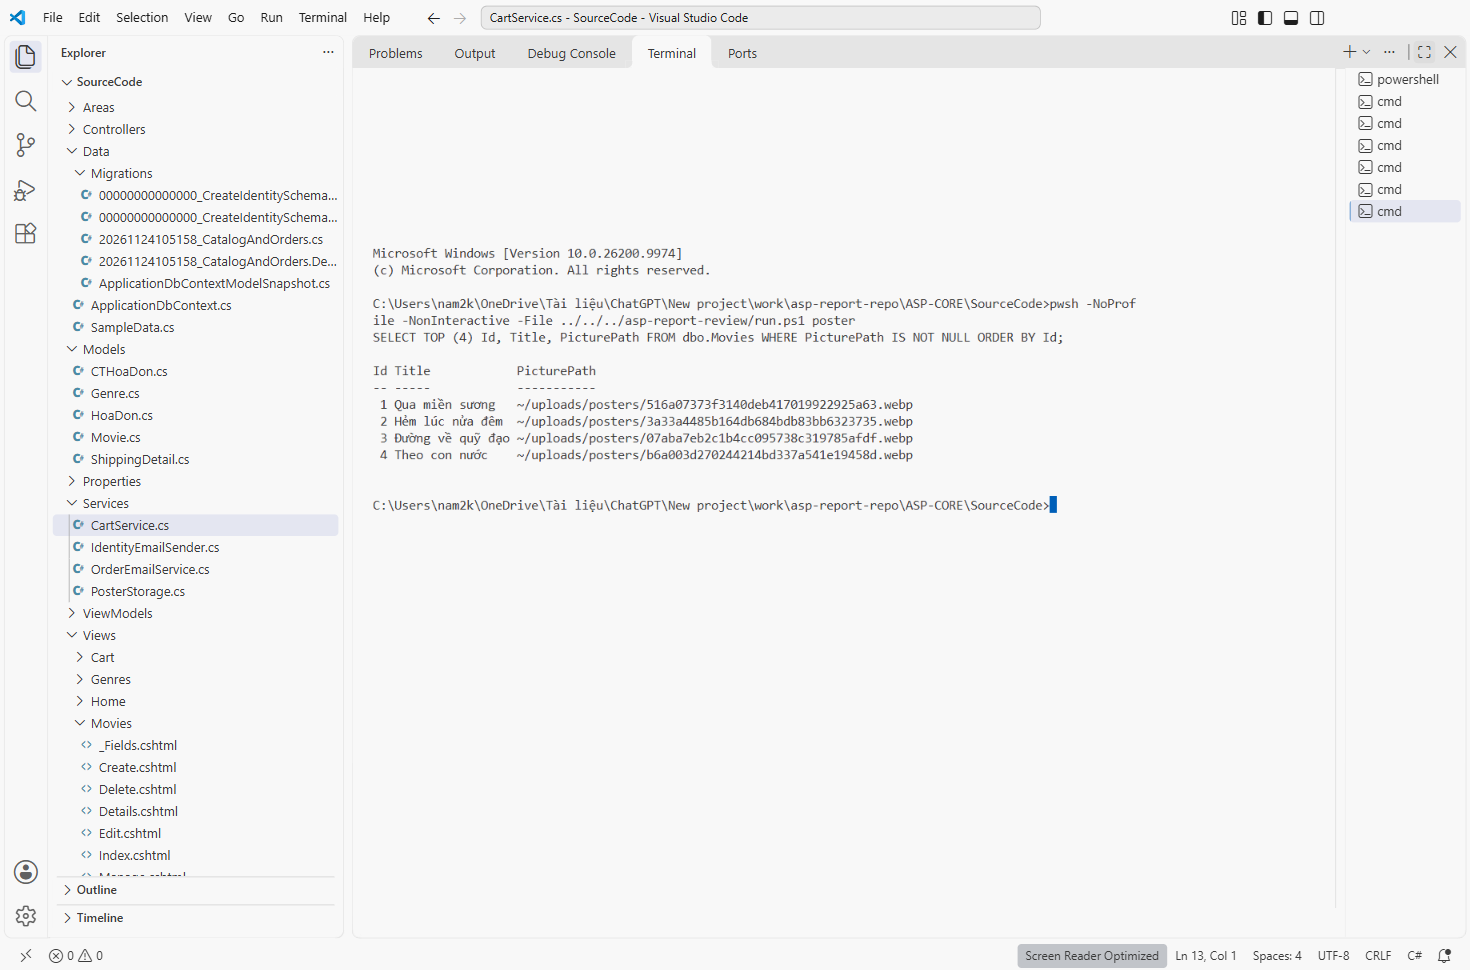 File Edit Selection View Go Run Terminal Help
CartService.cs - SourceCode - Visual Studio Code
Explorer
SourceCode
Areas
Controllers
Data
Migrations
00000000000000_CreateIdentitySchema...
00000000000000_CreateIdentitySchema...
20261124105158_CatalogAndOrders.cs
20261124105158_CatalogAndOrders.De...
ApplicationDbContextModelSnapshot.cs
ApplicationDbContext.cs
SampleData.cs
Models
CTHoaDon.cs
Genre.cs
HoaDon.cs
Movie.cs
ShippingDetail.cs
Properties
Services
CartService.cs
IdentityEmailSender.cs
OrderEmailService.cs
PosterStorage.cs
ViewModels
Views
Cart
Genres
Home
Movies
_Fields.cshtml
Create.cshtml
Delete.cshtml
Details.cshtml
Edit.cshtml
Index.cshtml
Outline
Timeline
Problems Output Debug Console Terminal Ports
Microsoft Windows [Version 10.0.26200.9974]
(c) Microsoft Corporation. All rights reserved.
C:\Users\nam2k\OneDrive\Tài liệu\ChatGPT\New project\work\asp-report-repo\ASP-CORE\SourceCode>pwsh -NoProf
ile -NonInteractive -File ../../../asp-report-review/run.ps1 poster
SELECT TOP (4) Id, Title, PicturePath FROM dbo.Movies WHERE PicturePath IS NOT NULL ORDER BY Id;
Id Title PicturePath
-- ----- -----------
1 Qua miền sương ~/uploads/posters/516a07373f3140deb417019922925a63.webp
2 Hẻm lúc nửa đêm ~/uploads/posters/3a33a4485b164db684bdb83bb6323735.webp
3 Đường về quỹ đạo ~/uploads/posters/07aba7eb2c1b4cc095738c319785afdf.webp
4 Theo con nước ~/uploads/posters/b6a003d270244214bd337a541e19458d.webp
C:\Users\nam2k\OneDrive\Tài liệu\ChatGPT\New project\work\asp-report-repo\ASP-CORE\SourceCode>
powershell
cmd
cmd
cmd
cmd
cmd
cmd
0 0
Screen Reader Optimized Ln 13, Col 1 Spaces: 4 UTF-8 CRLF C#